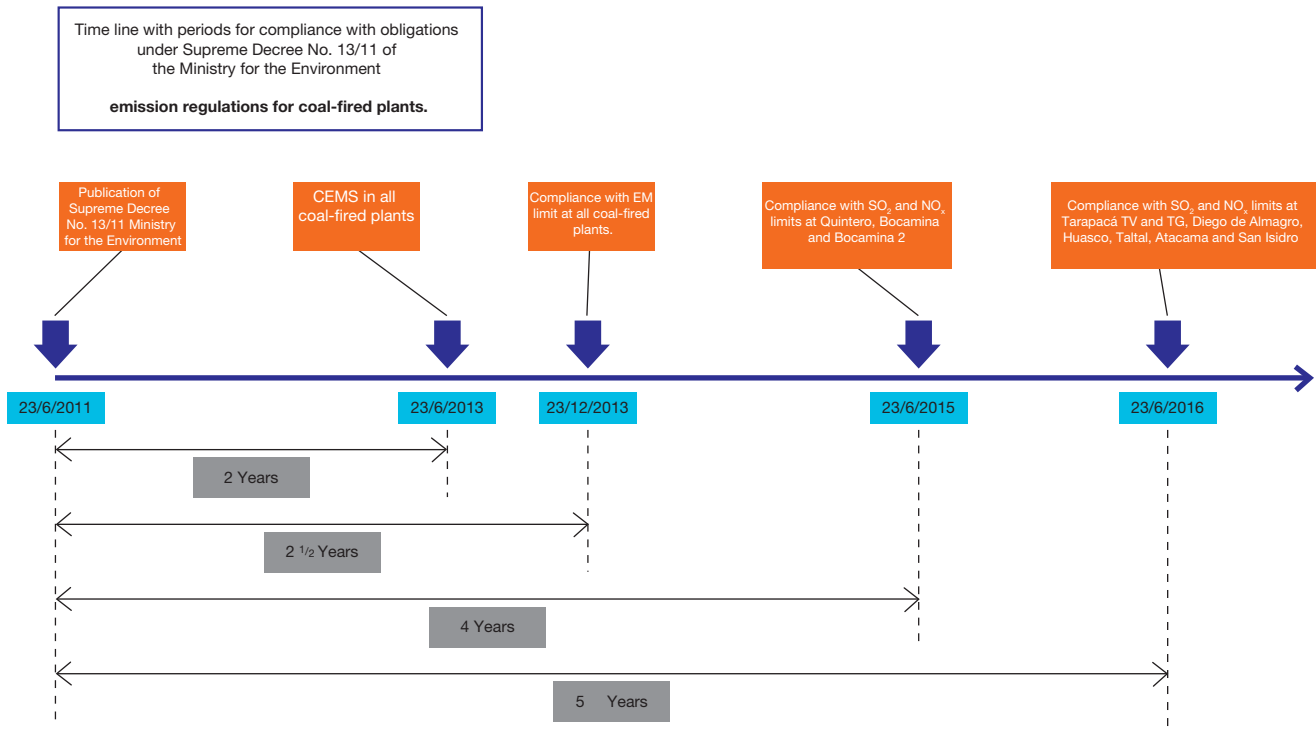 Time line with periods for compliance with obligations
under Supreme Decree No. 13/11 of
the Ministry for the Environment
emission regulations for coal-fired plants.
Publication of
Supreme Decree
No. 13/11 Ministry
for the Environment
CEMS in all
coal-fired plants
Compliance with EM
limit at all coal-fired
plants.
Compliance with SO₂ and NOₓ
limits at Quintero, Bocamina
and Bocamina 2
Compliance with SO₂ and NOₓ limits at
Tarapacá TV and TG, Diego de Almagro,
Huasco, Taltal, Atacama and San Isidro
23/6/2011
23/6/2013
23/12/2013
23/6/2015
23/6/2016
2 Years
2 1/2 Years
4 Years
5 Years